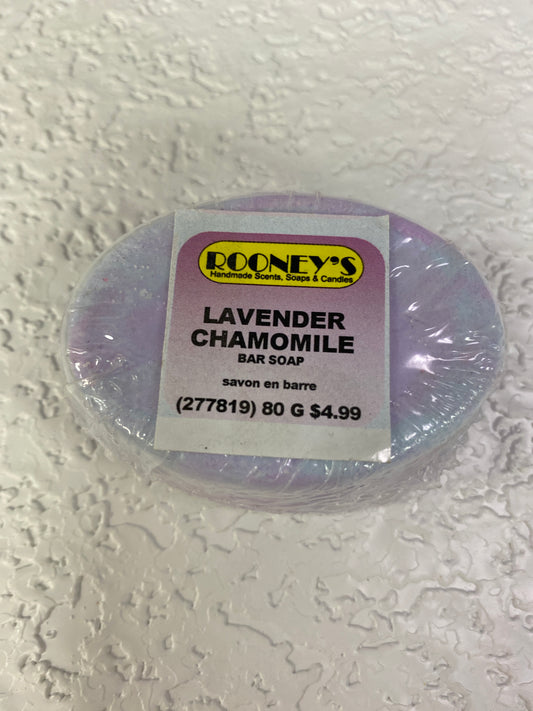 ROONEY'S
Handmade Scents, Soaps & Candles
LAVENDER
CHAMOMILE
BAR SOAP
savon en barre
(277819) 80 G $4.99